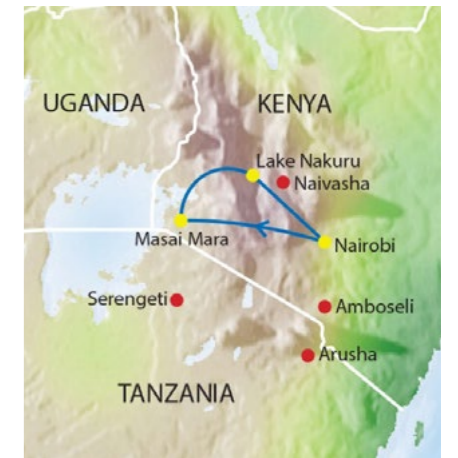 UGANDA
KENYA
Lake Nakuru
Naivasha
Masai Mara
Nairobi
Serengeti
Amboseli
Arusha
TANZANIA